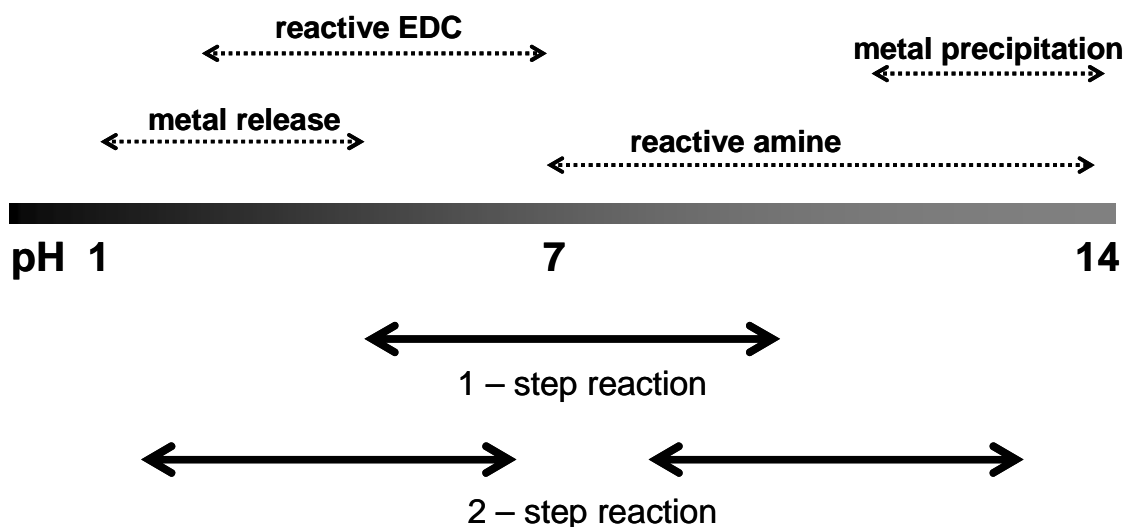 reactive EDC
metal precipitation
metal release
reactive amine
pH 1 7 14
1 – step reaction
2 – step reaction